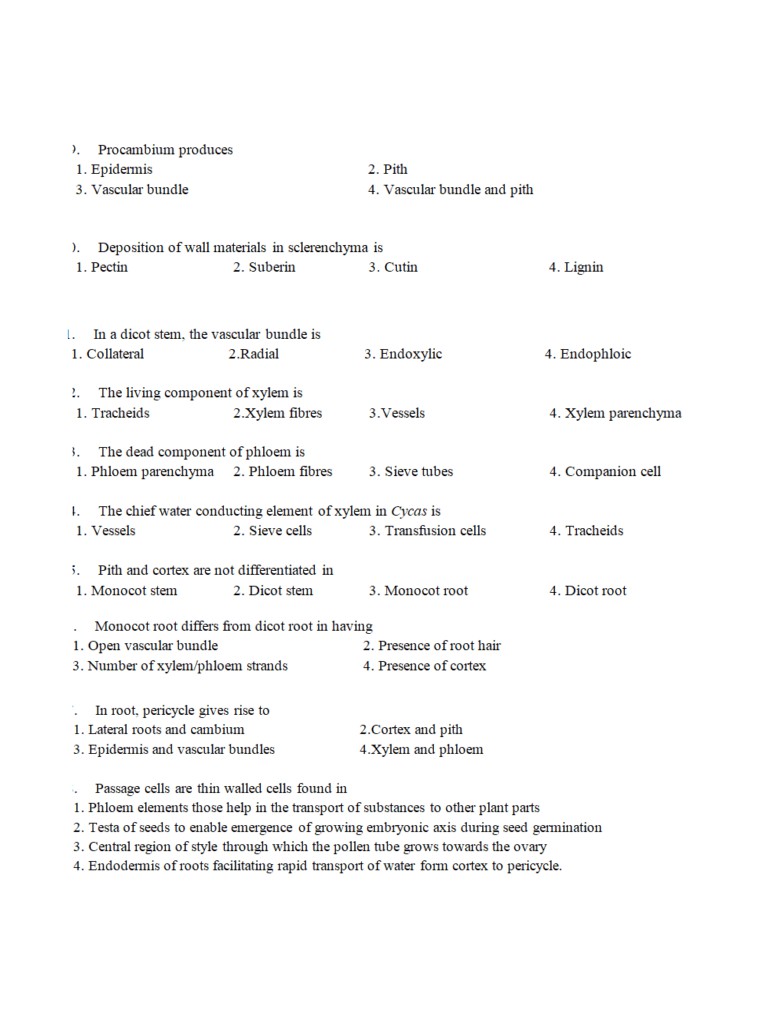 9. Procambium produces
1. Epidermis 2. Pith
3. Vascular bundle 4. Vascular bundle and pith
0. Deposition of wall materials in sclerenchyma is
1. Pectin 2. Suberin 3. Cutin 4. Lignin
1. In a dicot stem, the vascular bundle is
1. Collateral 2.Radial 3. Endoxylic 4. Endophloic
2. The living component of xylem is
1. Tracheids 2.Xylem fibres 3.Vessels 4. Xylem parenchyma
3. The dead component of phloem is
1. Phloem parenchyma 2. Phloem fibres 3. Sieve tubes 4. Companion cell
4. The chief water conducting element of xylem in Cycas is
1. Vessels 2. Sieve cells 3. Transfusion cells 4. Tracheids
5. Pith and cortex are not differentiated in
1. Monocot stem 2. Dicot stem 3. Monocot root 4. Dicot root
. Monocot root differs from dicot root in having
1. Open vascular bundle 2. Presence of root hair
3. Number of xylem/phloem strands 4. Presence of cortex
. In root, pericycle gives rise to
1. Lateral roots and cambium 2.Cortex and pith
3. Epidermis and vascular bundles 4.Xylem and phloem
. Passage cells are thin walled cells found in
1. Phloem elements those help in the transport of substances to other plant parts
2. Testa of seeds to enable emergence of growing embryonic axis during seed germination
3. Central region of style through which the pollen tube grows towards the ovary
4. Endodermis of roots facilitating rapid transport of water form cortex to pericycle.